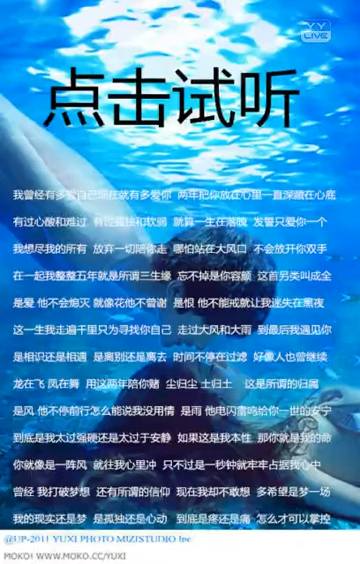 YY
LIVE
点击试听
我曾经有多爱自己现在就有多爱你 两年把你放在心里一直深藏在心底
有过心酸和难过 有过孤独和软弱 就算一生在落魄 发誓只爱你一个
我想尽我的所有 放弃一切陪你走 哪怕站在大风口 不会放开你双手
在一起我整整五年就是所谓三生缘 忘不掉是你容颜 这首另类叫成全
是爱 他不会熄灭 就像花他不曾谢 是恨 他不能戒就让我迷失在黑夜
这一生我走遍千里只为寻找你自己 走过大风和大雨 到最后我遇见你
是相识还是相遇 是离别还是离去 时间不停在过滤 好像人也曾继续
龙在飞 凤在舞 用这两年陪你赌 尘归尘 土归土 这是所谓的归属
是风 他不停前行怎么能说我没用情 是雨 他电闪雷鸣给你一世的安宁
到底是我太过强硬还是太过于安静 如果这是我本性 那你就是我的命
你就像是一阵风 就往我心里冲 只不过是一秒钟就牢牢占据我心中
曾经 我打破梦想 还有所谓的信仰 现在我却不敢想 多希望是梦一场
我的现实还是梦 是孤独还是心动 到底是疼还是痛 怎么才可以掌控
@UP-2011 YUXI PHOTO MIZISTUDIO Inc
MOKO! WWW.MOKO.CC/YUXI